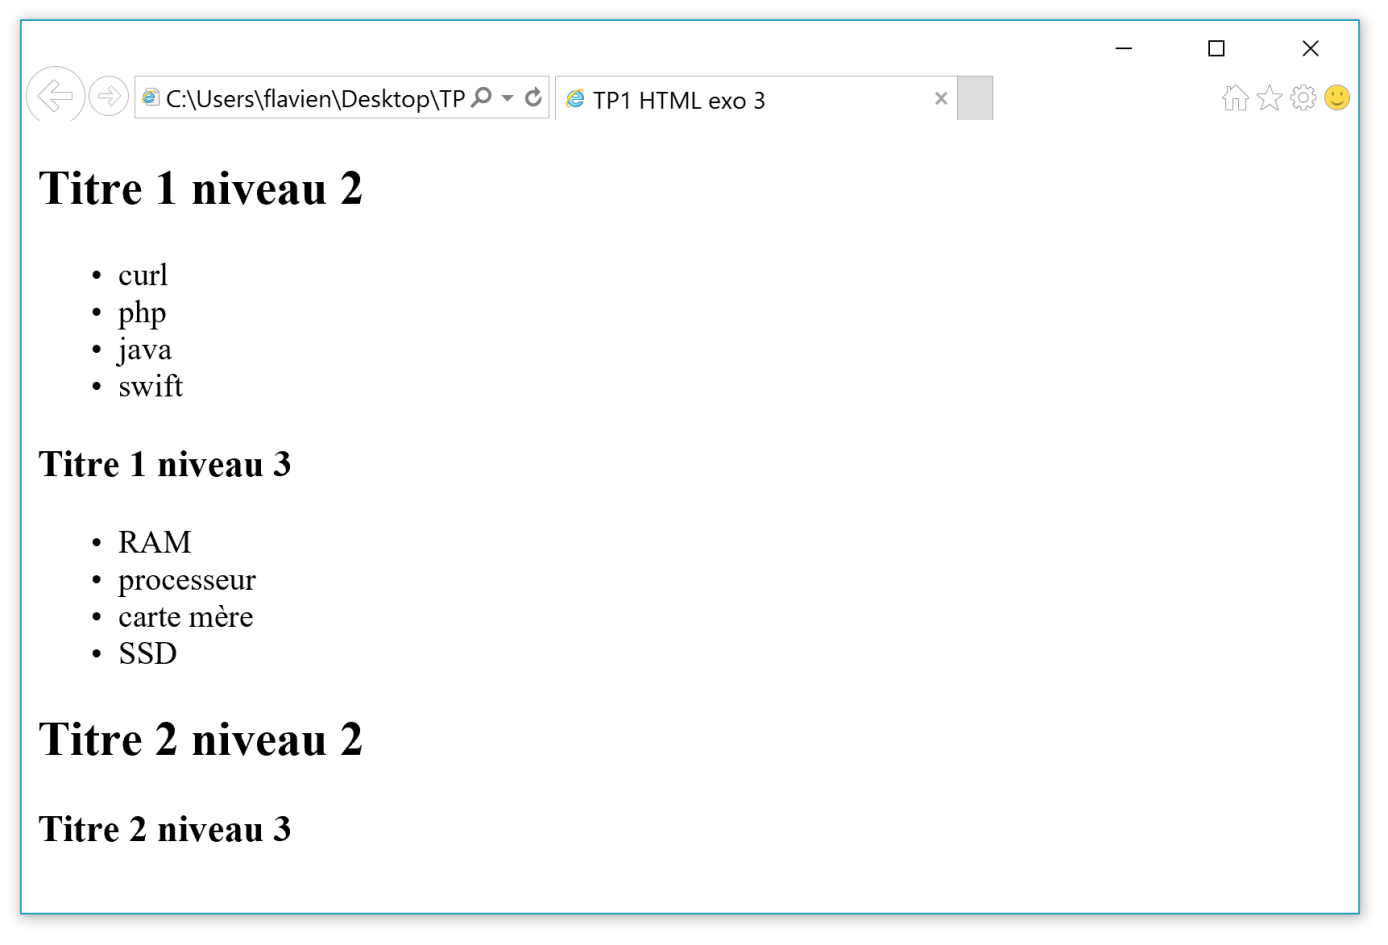 C:\Users\flavien\Desktop\TP
TP1 HTML exo 3
Titre 1 niveau 2
• curl
• php
• java
• swift
Titre 1 niveau 3
• RAM
• processeur
• carte mère
• SSD
Titre 2 niveau 2
Titre 2 niveau 3